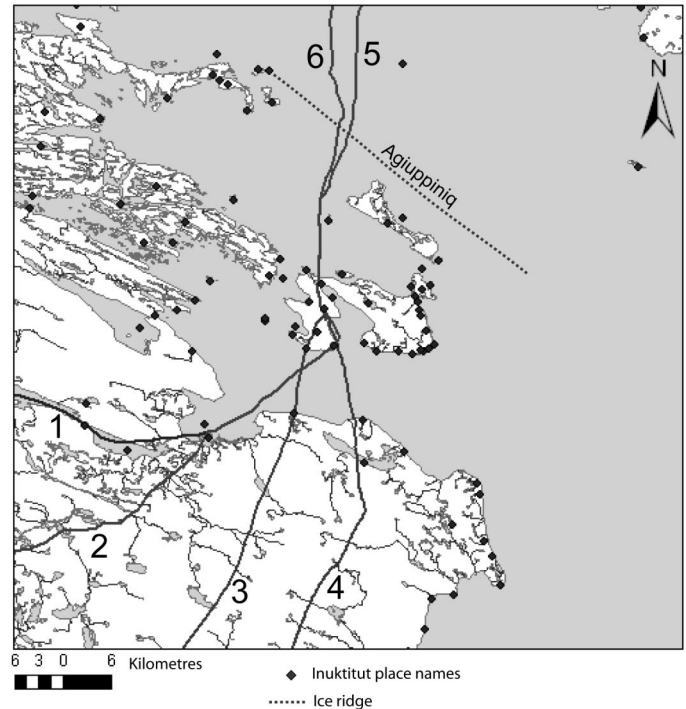 6 5
N
Agiuppiniq
1
2
3 4
6 3 0 6 Kilometres
Inuktitut place names
Ice ridge